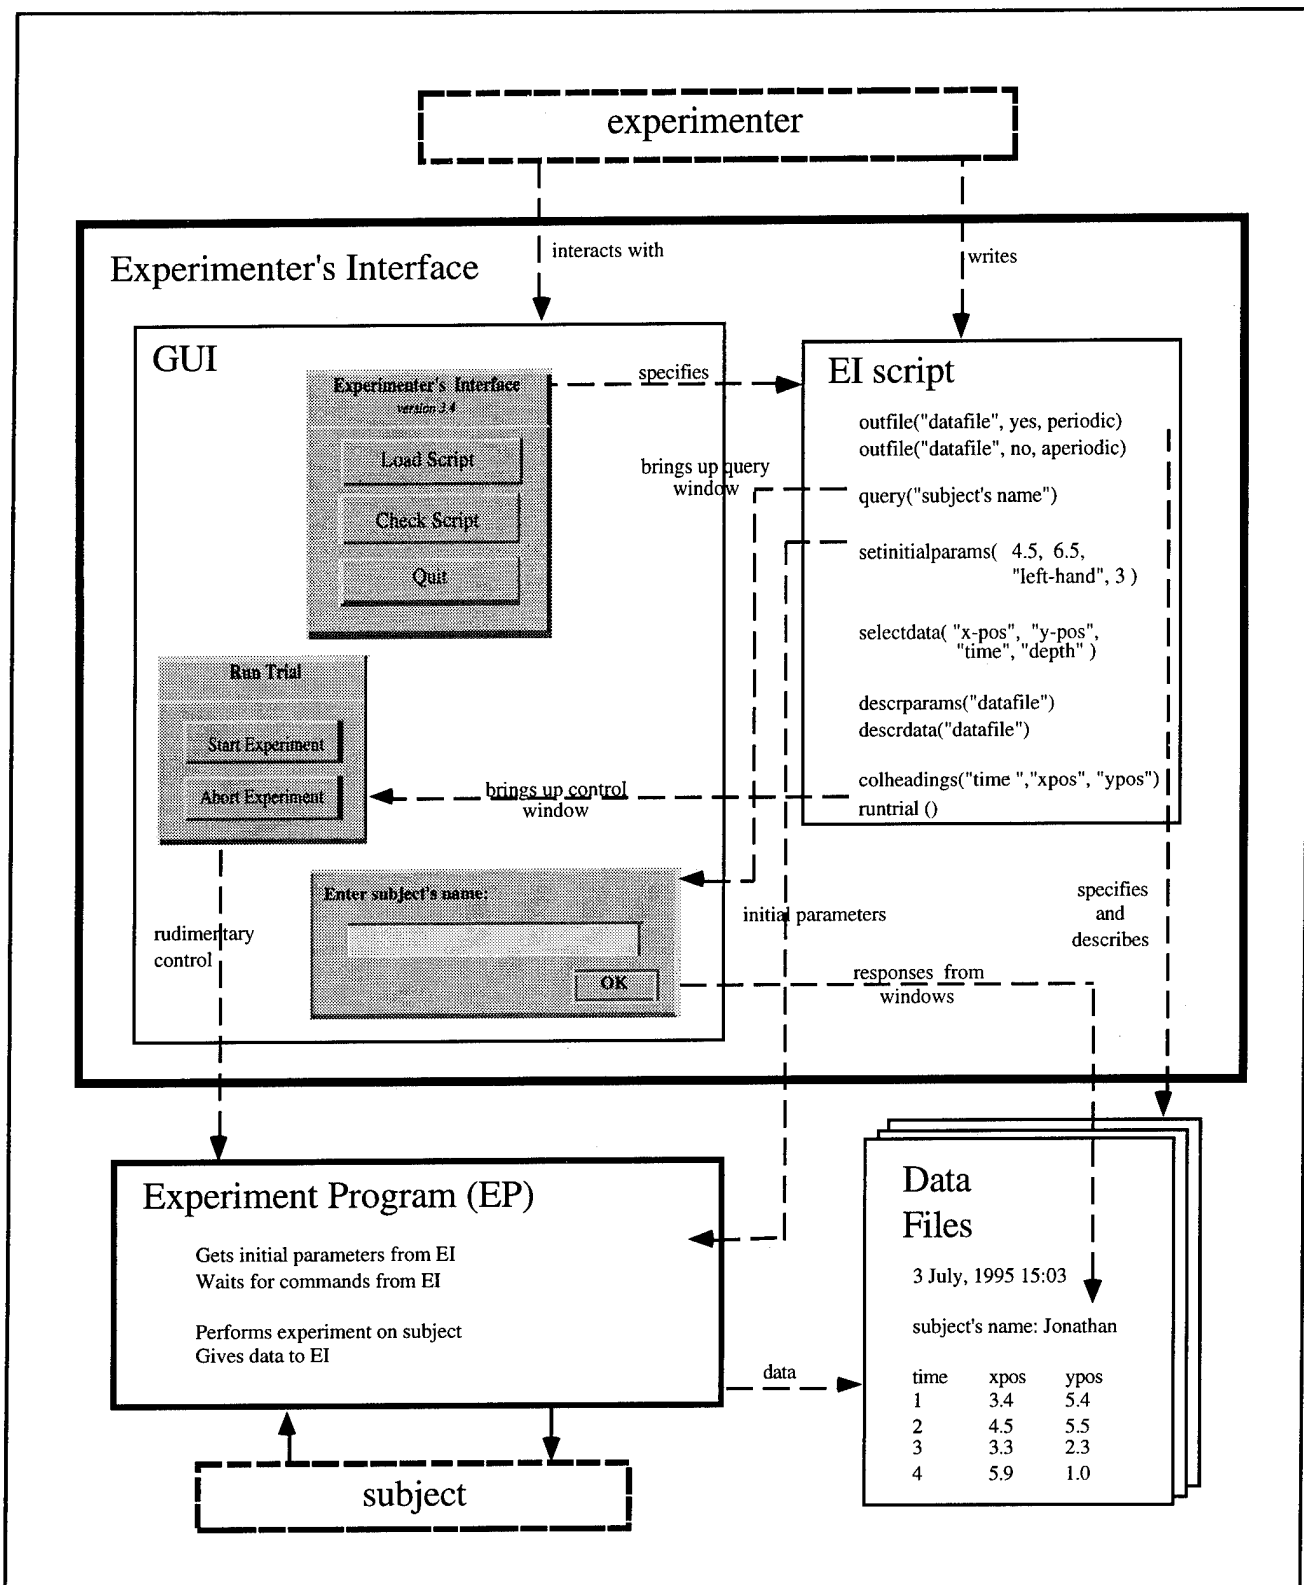 experimenter
interacts with
writes
Experimenter's Interface
GUI
Experimenter's Interface
version 3.4
Load Script
Check Script
Quit
specifies
EI script
outfile("datafile", yes, periodic)
outfile("datafile", no, aperiodic)
brings up query
window
query("subject's name")
setinitialparams( 4.5, 6.5,
"left-hand", 3 )
selectdata( "x-pos", "y-pos",
"time", "depth" )
descrparams("datafile")
descrdata("datafile")
colheadings("time ","xpos", "ypos")
runtrial ()
Run Trial
Start Experiment
Abort Experiment
brings up control
window
Enter subject's name:
OK
rudimentary
control
initial parameters
specifies
and
describes
responses from
windows
Experiment Program (EP)
Gets initial parameters from EI
Waits for commands from EI
Performs experiment on subject
Gives data to EI
data
Data
Files
3 July, 1995 15:03
subject's name: Jonathan
time xpos ypos
1 3.4 5.4
2 4.5 5.5
3 3.3 2.3
4 5.9 1.0
subject